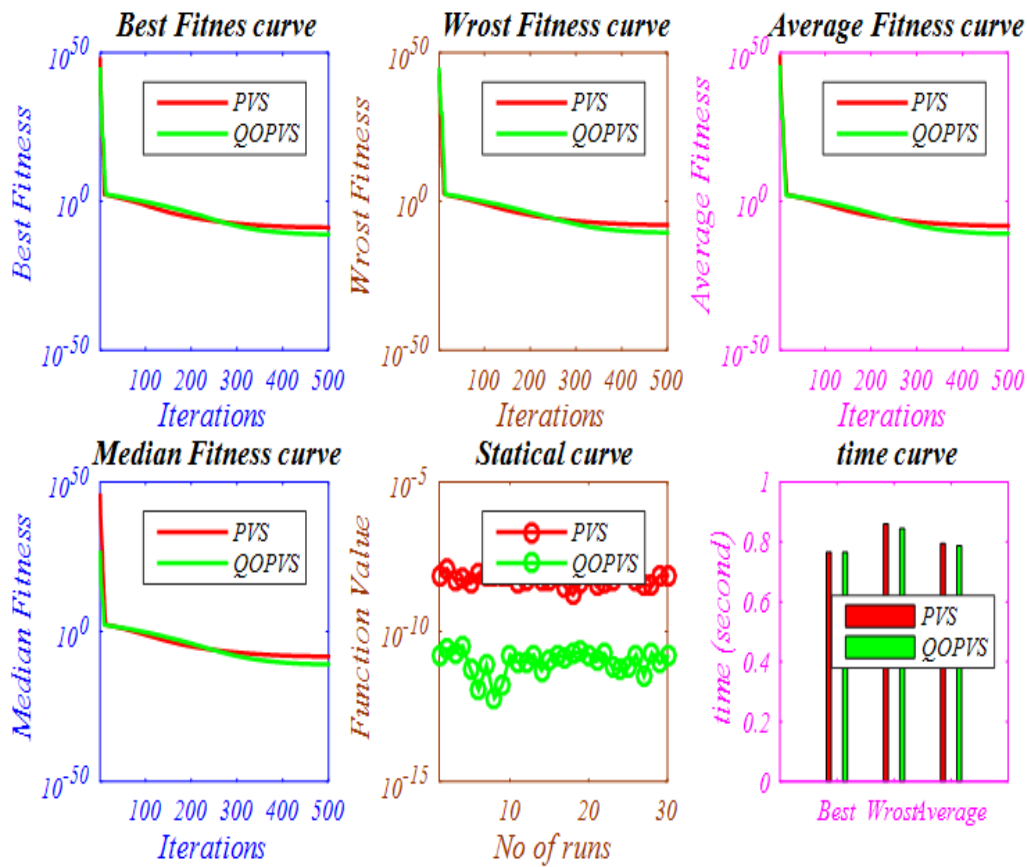 Best Fitnes curve
Best Fitness
10^50
10^0
10^-50
PVS
QOPVS
100 200 300 400 500
Iterations
Wrost Fitness curve
Wrost Fitness
10^50
10^0
10^-50
PVS
QOPVS
100 200 300 400 500
Iterations
Average Fitness curve
Average Fitness
10^50
10^0
10^-50
PVS
QOPVS
100 200 300 400 500
Iterations
Median Fitness curve
Median Fitness
10^50
10^0
10^-50
PVS
QOPVS
100 200 300 400 500
Iterations
Statical curve
Function Value
10^-5
10^-10
10^-15
PVS
QOPVS
10 20 30
No of runs
time curve
time (second)
1
0.8
0.6
0.4
0.2
0
PVS
QOPVS
Best Wrost Average